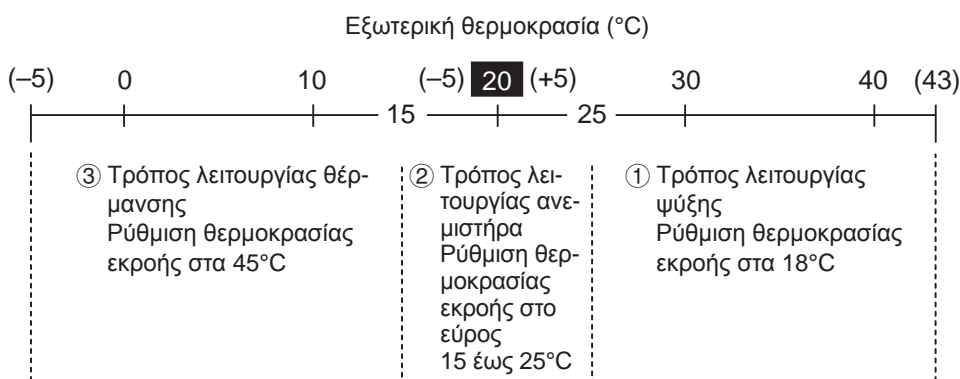 Εξωτερική θερμοκρασία (°C)
(–5) 0 10 (–5) 20 (+5) 30 40 (43)
15 25
③ Τρόπος λειτουργίας θέρ-
μανσης
Ρύθμιση θερμοκρασίας
εκροής στα 45°C
② Τρόπος λει-
τουργίας ανε-
μιστήρα
Ρύθμιση θερ-
μοκρασίας
εκροής στο
εύρος
15 έως 25°C
① Τρόπος λειτουργίας
ψύξης
Ρύθμιση θερμοκρασίας
εκροής στα 18°C